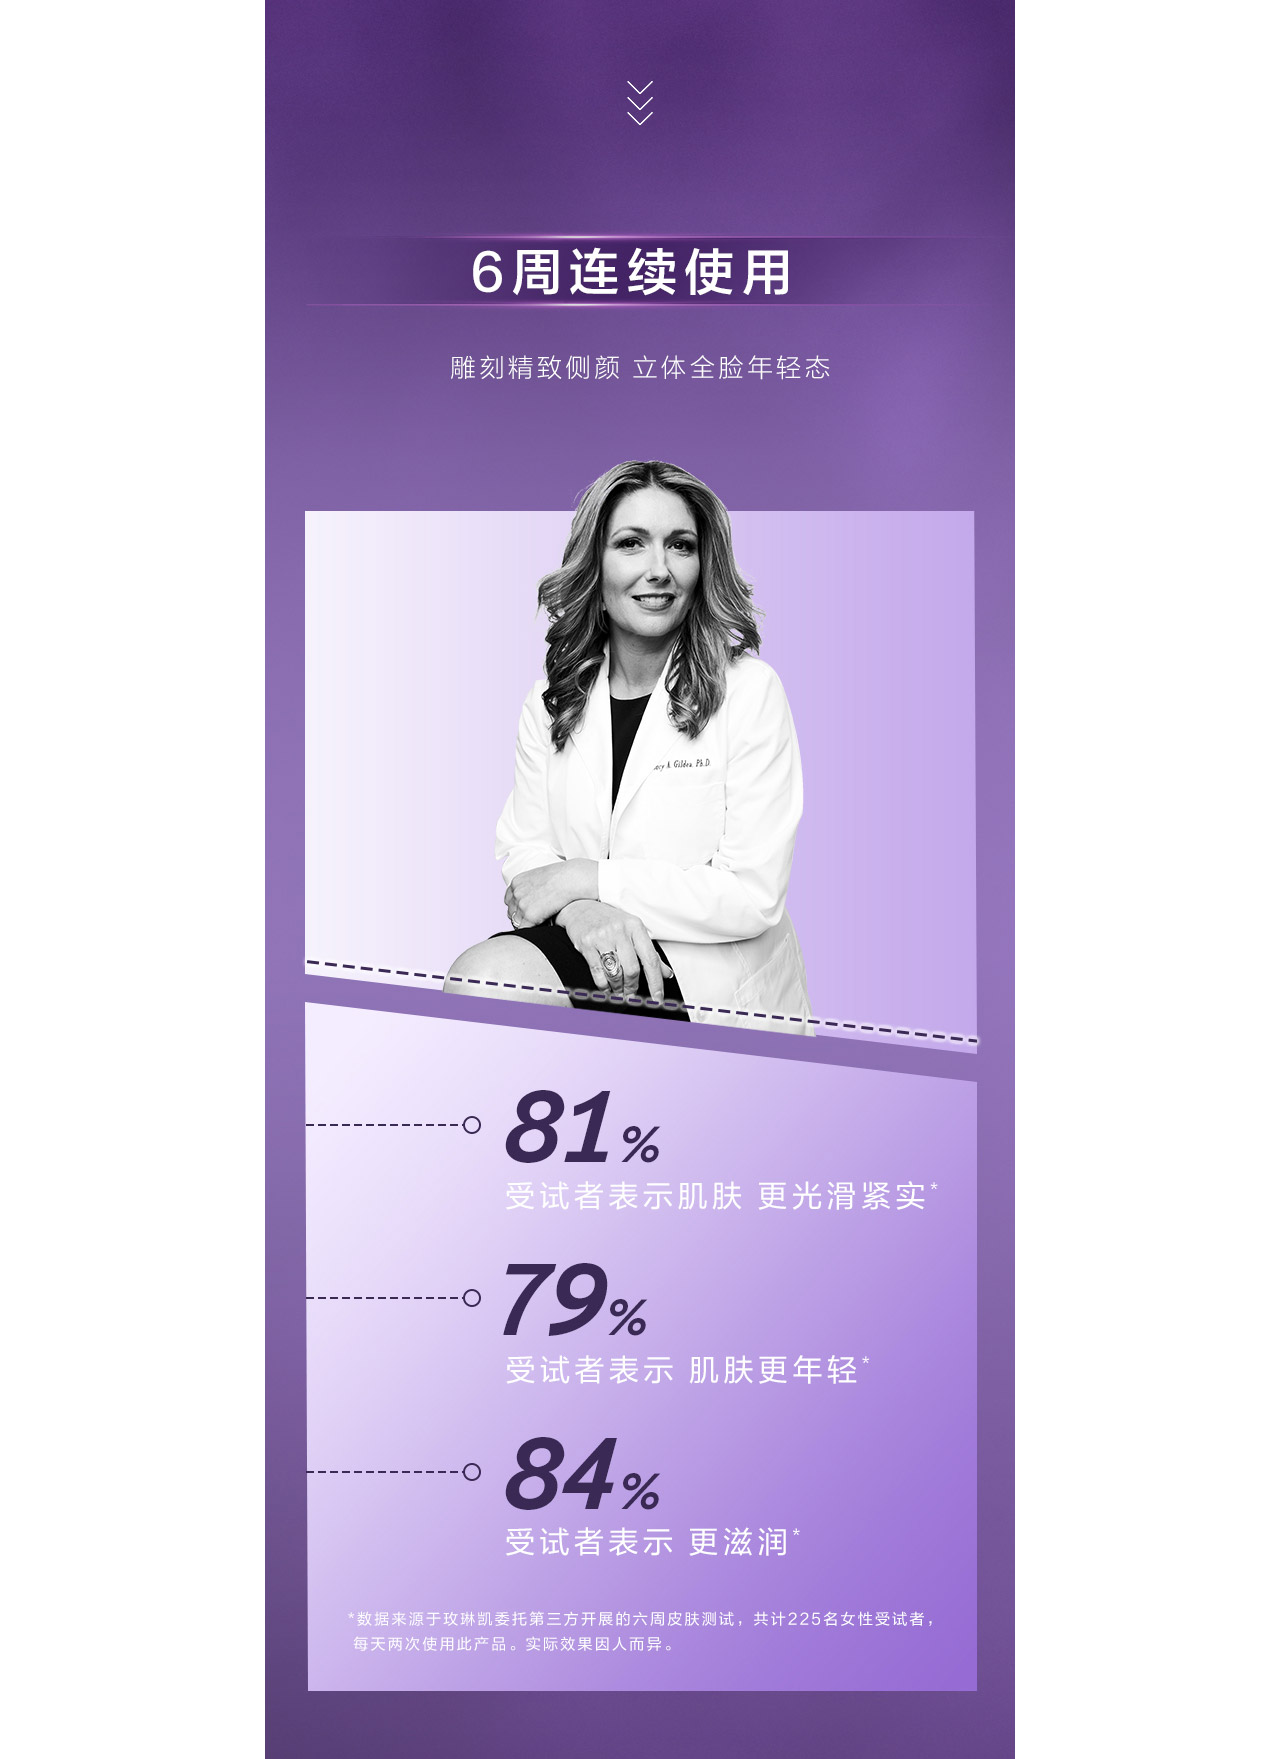 6周连续使用
雕刻精致侧颜 立体全脸年轻态
A. Gildea, Ph.D.
81%
受试者表示肌肤 更光滑紧实*
79%
受试者表示 肌肤更年轻*
84%
受试者表示 更滋润*
*数据来源于玫琳凯委托第三方开展的六周皮肤测试，共计225名女性受试者，
每天两次使用此产品。实际效果因人而异。